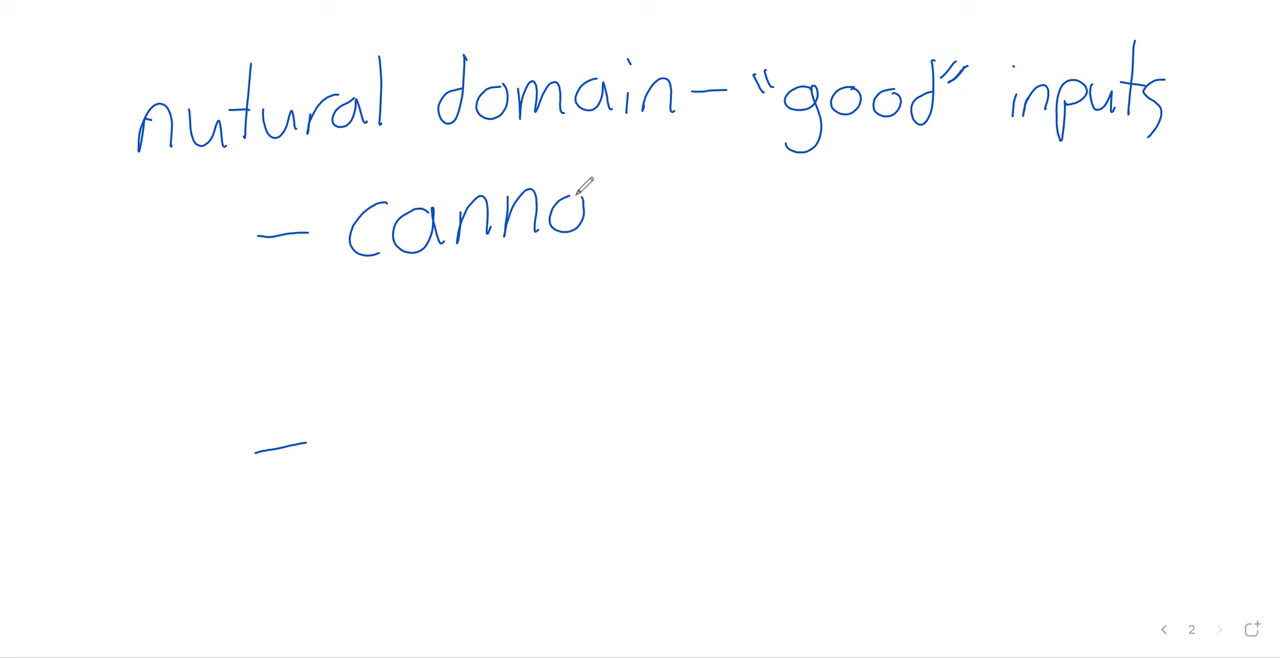 nutural domain - "good" inputs
- canno
-
2